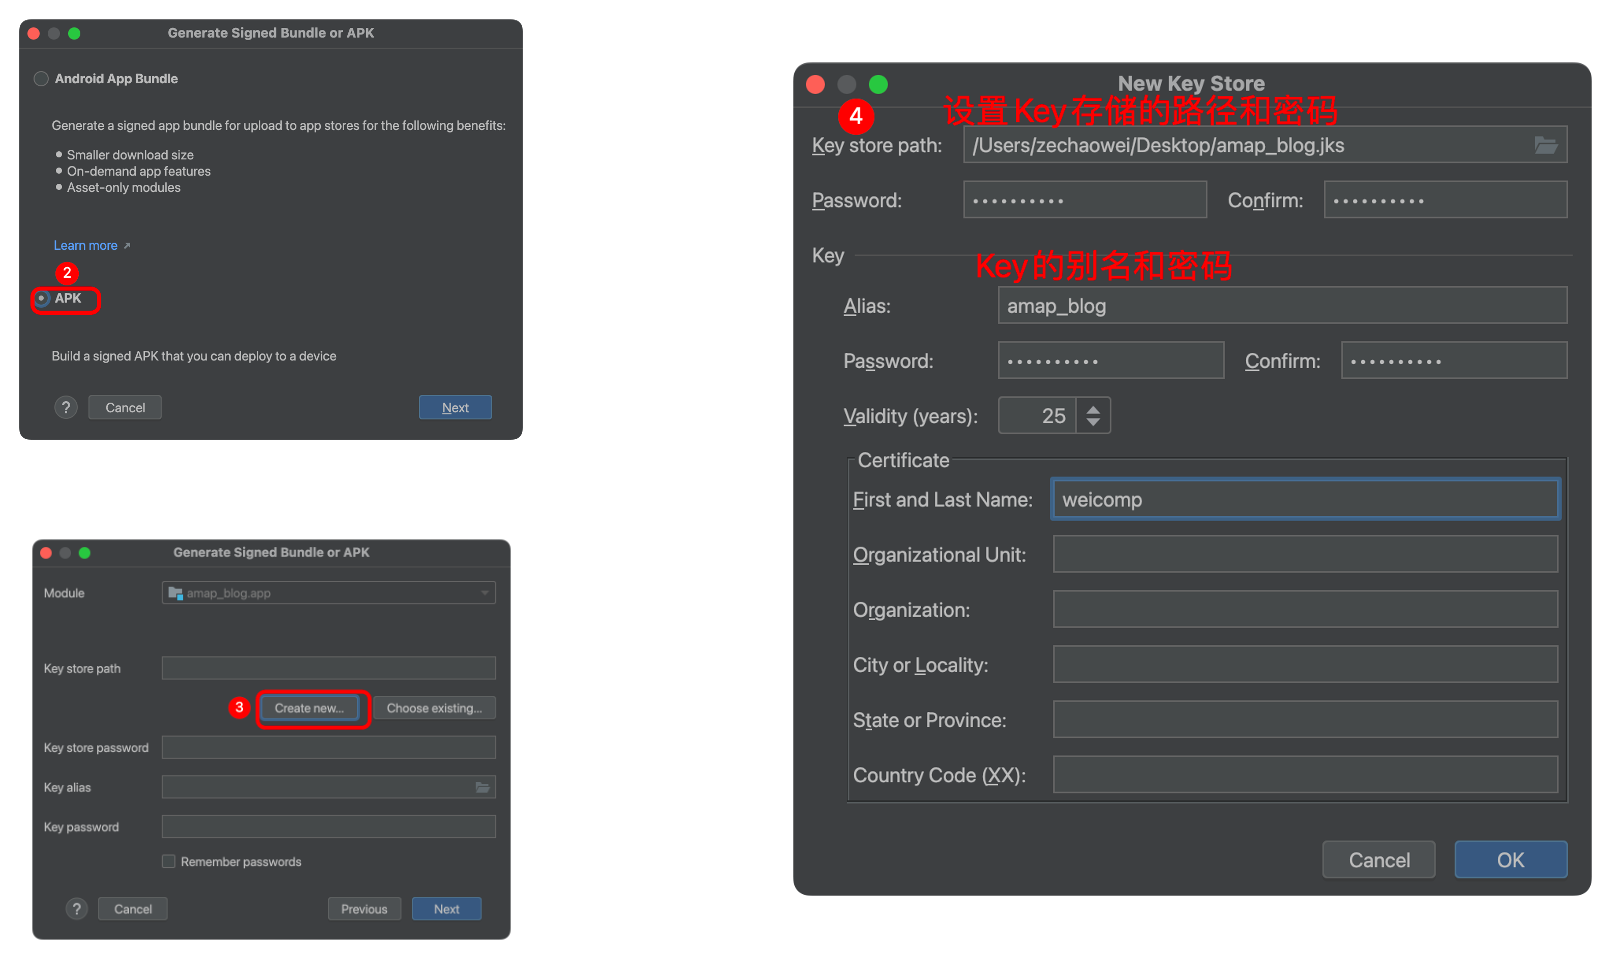 Generate Signed Bundle or APK
Android App Bundle
Generate a signed app bundle for upload to app stores for the following benefits:
• Smaller download size
• On-demand app features
• Asset-only modules
Learn more ↗
2
APK
Build a signed APK that you can deploy to a device
? Cancel Next
Generate Signed Bundle or APK
Module amap_blog.app
Key store path
3 Create new... Choose existing...
Key store password
Key alias
Key password
Remember passwords
? Cancel Previous Next
New Key Store
4 设置Key存储的路径和密码
Key store path: /Users/zechaowei/Desktop/amap_blog.jks
Password: •••••••••• Confirm: ••••••••••
Key
Key的别名和密码
Alias: amap_blog
Password: •••••••••• Confirm: ••••••••••
Validity (years): 25
Certificate
First and Last Name: weicomp
Organizational Unit:
Organization:
City or Locality:
State or Province:
Country Code (XX):
Cancel OK